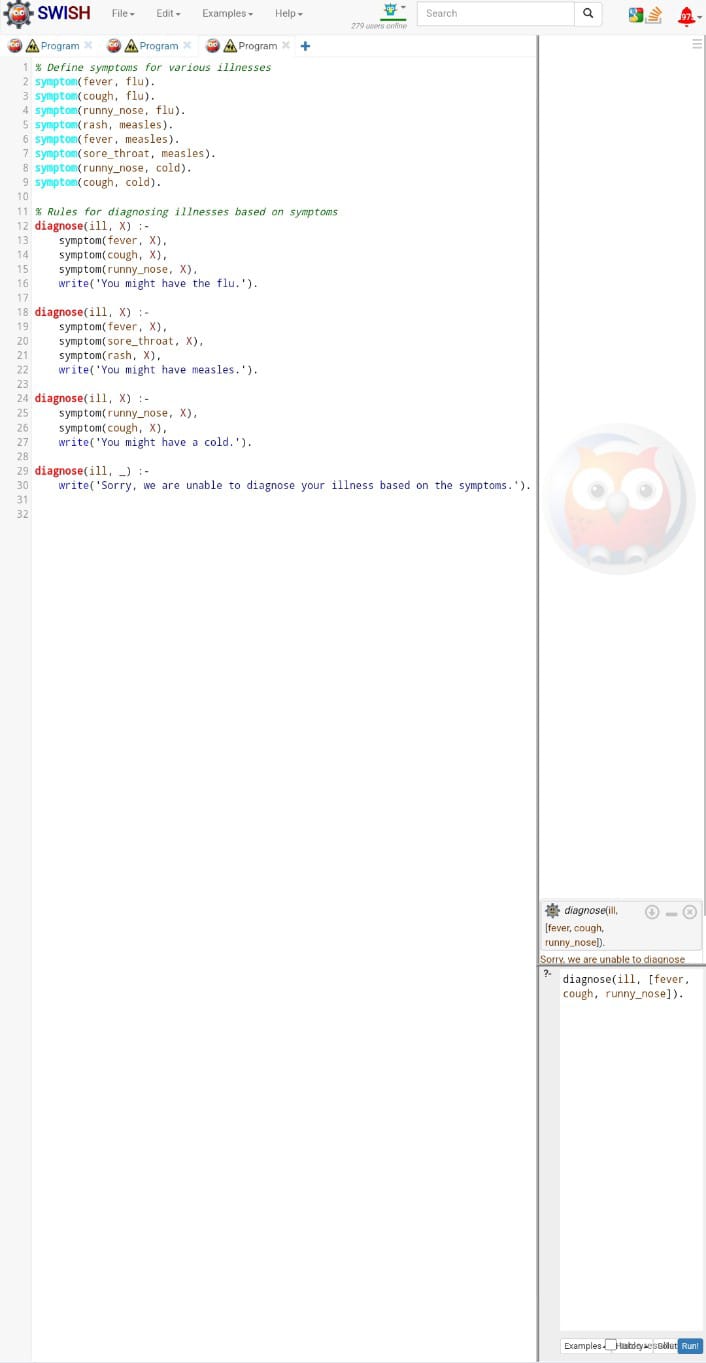 SWISH File Edit Examples Help 279 users online Search
Program Program Program
1 % Define symptoms for various illnesses
2 symptom(fever, flu).
3 symptom(cough, flu).
4 symptom(runny_nose, flu).
5 symptom(rash, measles).
6 symptom(fever, measles).
7 symptom(sore_throat, measles).
8 symptom(runny_nose, cold).
9 symptom(cough, cold).
10
11 % Rules for diagnosing illnesses based on symptoms
12 diagnose(ill, X) :-
13 symptom(fever, X),
14 symptom(cough, X),
15 symptom(runny_nose, X),
16 write('You might have the flu.').
17
18 diagnose(ill, X) :-
19 symptom(fever, X),
20 symptom(sore_throat, X),
21 symptom(rash, X),
22 write('You might have measles.').
23
24 diagnose(ill, X) :-
25 symptom(runny_nose, X),
26 symptom(cough, X),
27 write('You might have a cold.').
28
29 diagnose(ill, _) :-
30 write('Sorry, we are unable to diagnose your illness based on the symptoms.').
31
32
diagnose(ill,
[fever, cough,
runny_nose]).
Sorry, we are unable to diagnose
?- diagnose(ill, [fever,
cough, runny_nose]).
Examples History Run!